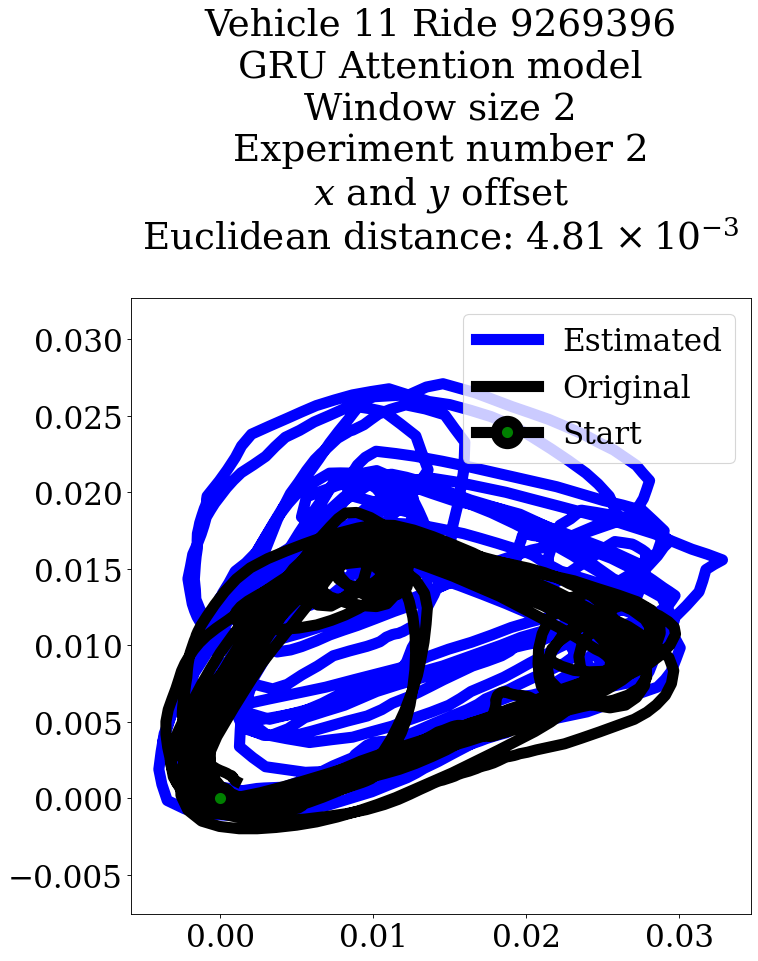 Vehicle 11 Ride 9269396
GRU Attention model
Window size 2
Experiment number 2
x and y offset
Euclidean distance: 4.81 × 10⁻³
Estimated
Original
Start
0.030
0.025
0.020
0.015
0.010
0.005
0.000
−0.005
0.00 0.01 0.02 0.03